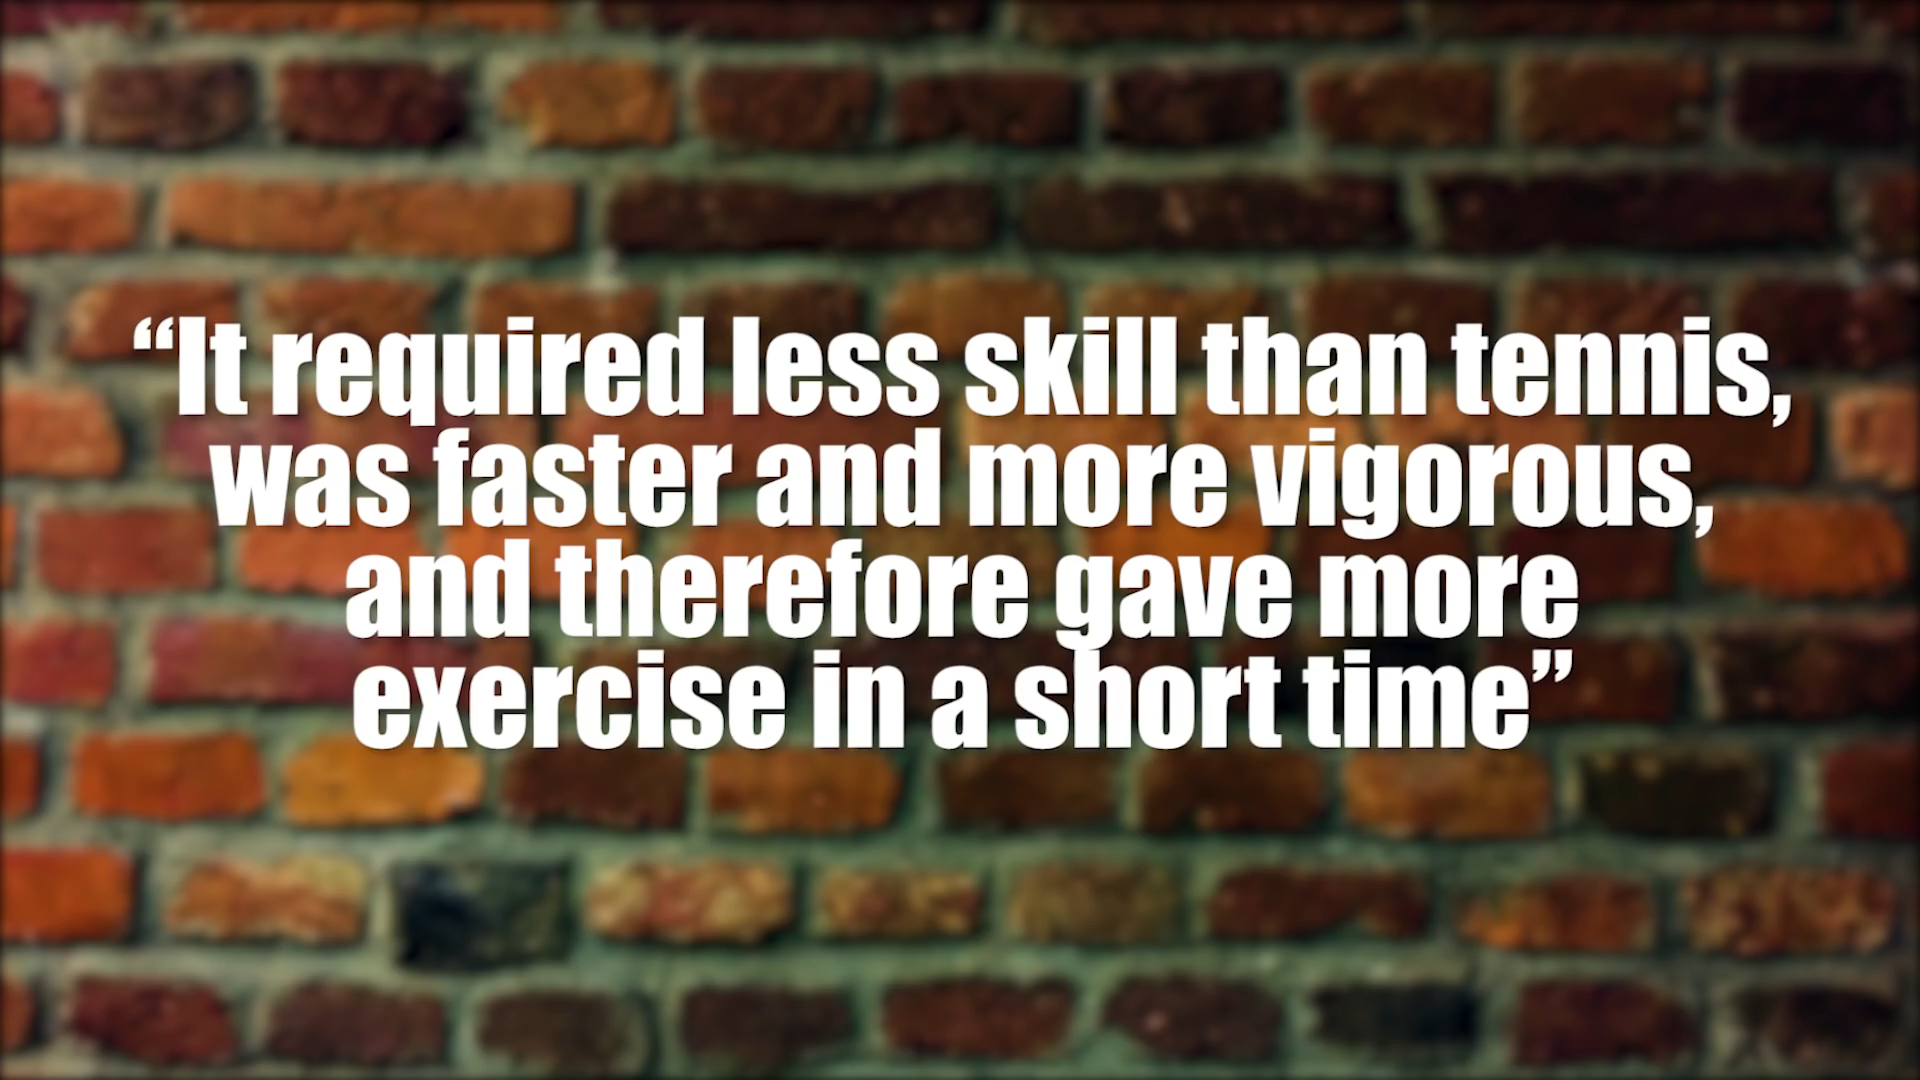 “It required less skill than tennis,
was faster and more vigorous,
and therefore gave more
exercise in a short time”